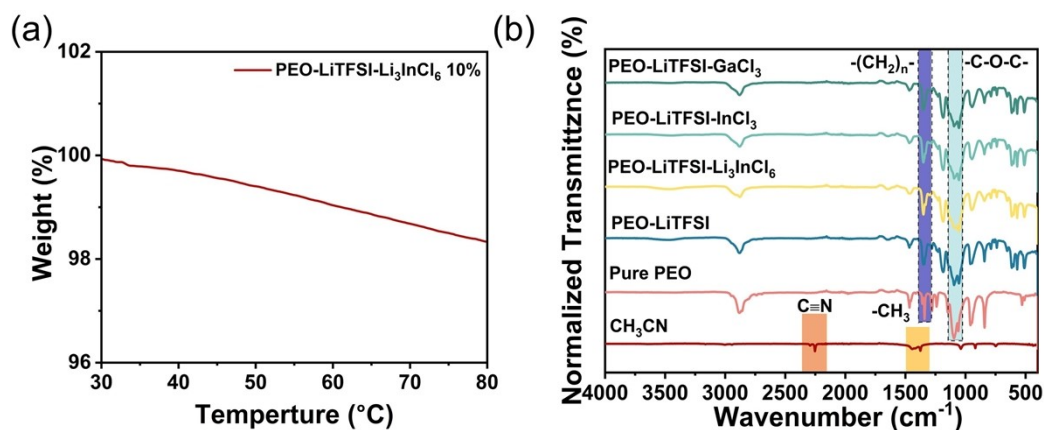 (a)
102
100
98
96
Weight (%)
PEO-LiTFSI-Li₃InCl₆ 10%
30 40 50 60 70 80
Temperture (°C)
(b)
Normalized Transmittznce (%)
PEO-LiTFSI-GaCl₃
-(CH₂)ₙ-
-C-O-C-
PEO-LiTFSI-InCl₃
PEO-LiTFSI-Li₃InCl₆
PEO-LiTFSI
Pure PEO
C≡N
-CH₃
CH₃CN
4000 3500 3000 2500 2000 1500 1000 500
Wavenumber (cm⁻¹)